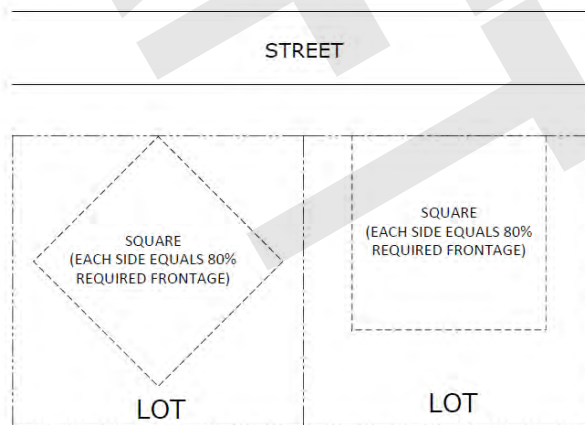 STREET
SQUARE
(EACH SIDE EQUALS 80%
REQUIRED FRONTAGE)
SQUARE
(EACH SIDE EQUALS 80%
REQUIRED FRONTAGE)
LOT
LOT